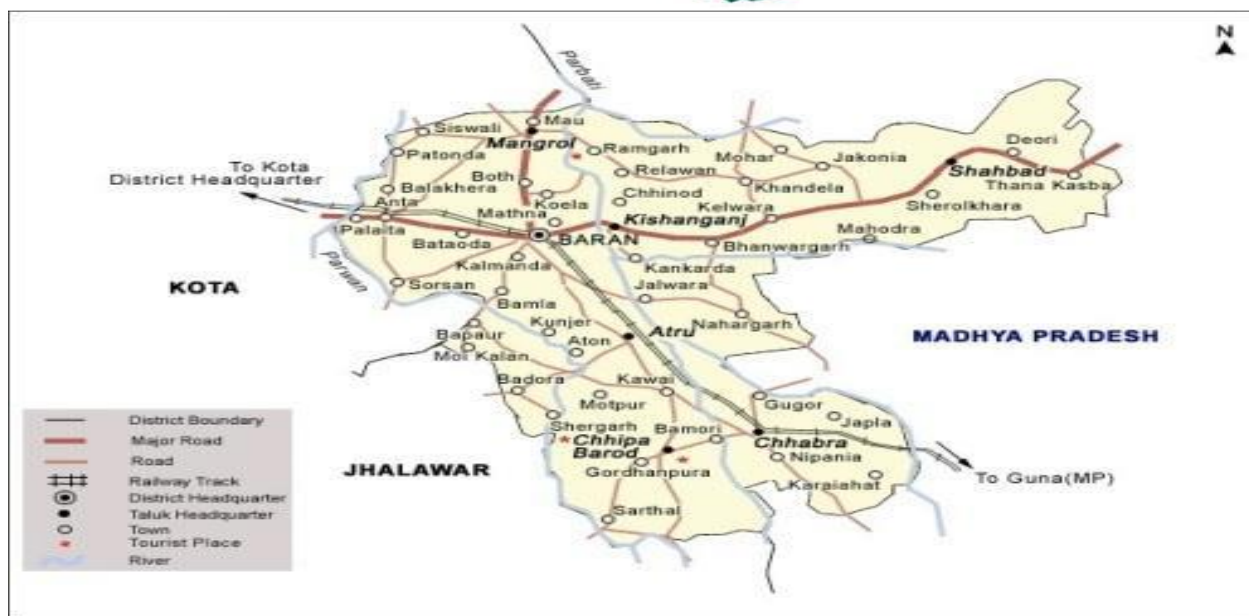 N
Parbati
Mau
Siswali
Mangrol
Ramgarh
Deori
Patonda
Mohar
Jakonia
To Kota
District Headquarter
Relawan
Shahbad
Both
Khandela
Thana Kasba
Balakhera
Chhinod
Koela
Kelwara
Sherolkhara
Anta
Mathna
Kishanganj
Mahodra
Palaita
Bataoda
BARAN
Bhanwargarh
Parwan
Kalmanda
Kankarda
KOTA
Sorsan
Jalwara
Bamla
Nahargarh
Kunjer
Atru
Bapaur
MADHYA PRADESH
Moi Kalan
Aton
Badora
Kawai
Motpur
Gugor
Japla
Shergarh
Bamori
Chhipa
Barod
Chhabra
JHALAWAR
Gordhanpura
Nipania
To Guna(MP)
Karaiahat
Sarthal
District Boundary
Major Road
Road
Railway Track
District Headquarter
Taluk Headquarter
Town
Tourist Place
River